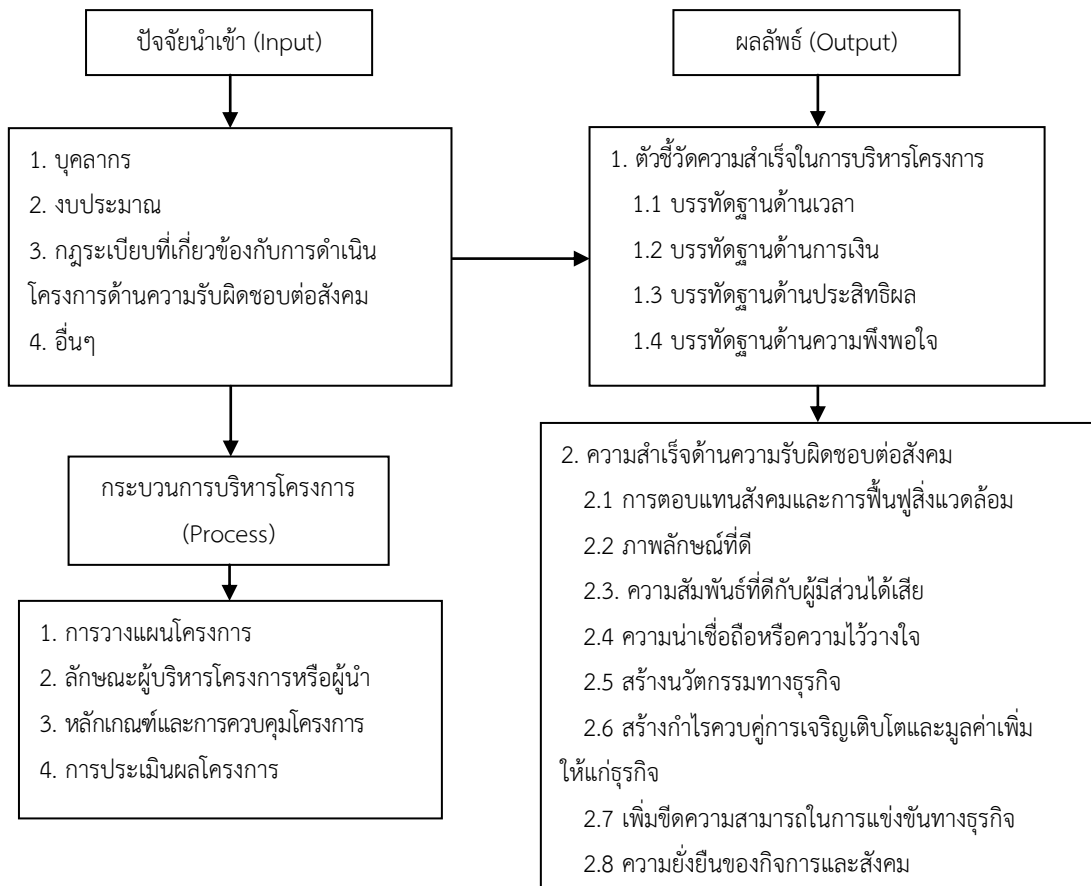 ปัจจัยนำเข้า (Input)
1. บุคลากร
2. งบประมาณ
3. กฎระเบียบที่เกี่ยวข้องกับการดำเนิน
โครงการด้านความรับผิดชอบต่อสังคม
4. อื่นๆ
กระบวนการบริหารโครงการ
(Process)
1. การวางแผนโครงการ
2. ลักษณะผู้บริหารโครงการหรือผู้นำ
3. หลักเกณฑ์และการควบคุมโครงการ
4. การประเมินผลโครงการ
ผลลัพธ์ (Output)
1. ตัวชี้วัดความสำเร็จในการบริหารโครงการ
1.1 บรรทัดฐานด้านเวลา
1.2 บรรทัดฐานด้านการเงิน
1.3 บรรทัดฐานด้านประสิทธิผล
1.4 บรรทัดฐานด้านความพึงพอใจ
2. ความสำเร็จด้านความรับผิดชอบต่อสังคม
2.1 การตอบแทนสังคมและการฟื้นฟูสิ่งแวดล้อม
2.2 ภาพลักษณ์ที่ดี
2.3. ความสัมพันธ์ที่ดีกับผู้มีส่วนได้เสีย
2.4 ความน่าเชื่อถือหรือความไว้วางใจ
2.5 สร้างนวัตกรรมทางธุรกิจ
2.6 สร้างกำไรควบคู่การเจริญเติบโตและมูลค่าเพิ่ม
ให้แก่ธุรกิจ
2.7 เพิ่มขีดความสามารถในการแข่งขันทางธุรกิจ
2.8 ความยั่งยืนของกิจการและสังคม